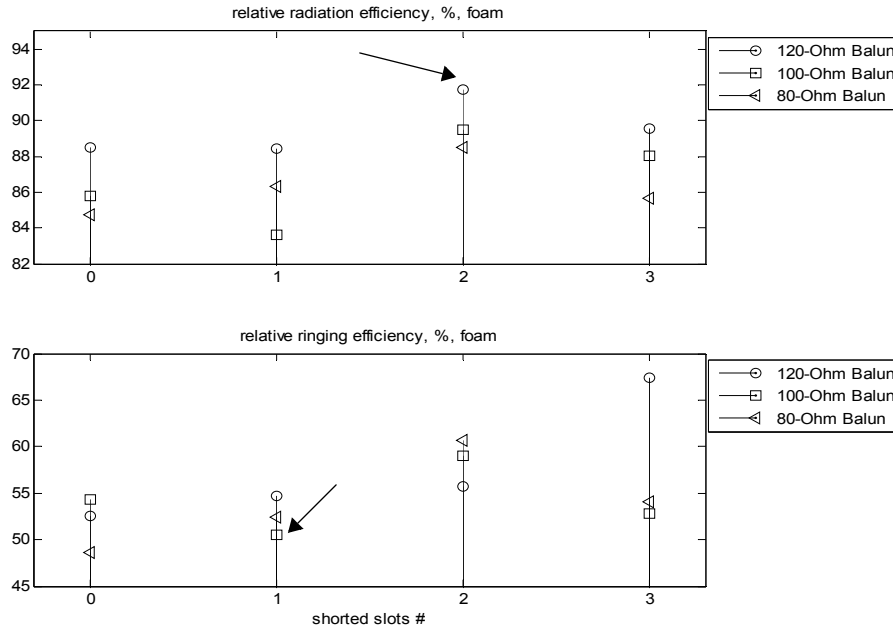 relative radiation efficiency, %, foam
94
92
90
88
86
84
82
0 1 2 3
120-Ohm Balun
100-Ohm Balun
80-Ohm Balun
relative ringing efficiency, %, foam
70
65
60
55
50
45
0 1 2 3
shorted slots #
120-Ohm Balun
100-Ohm Balun
80-Ohm Balun